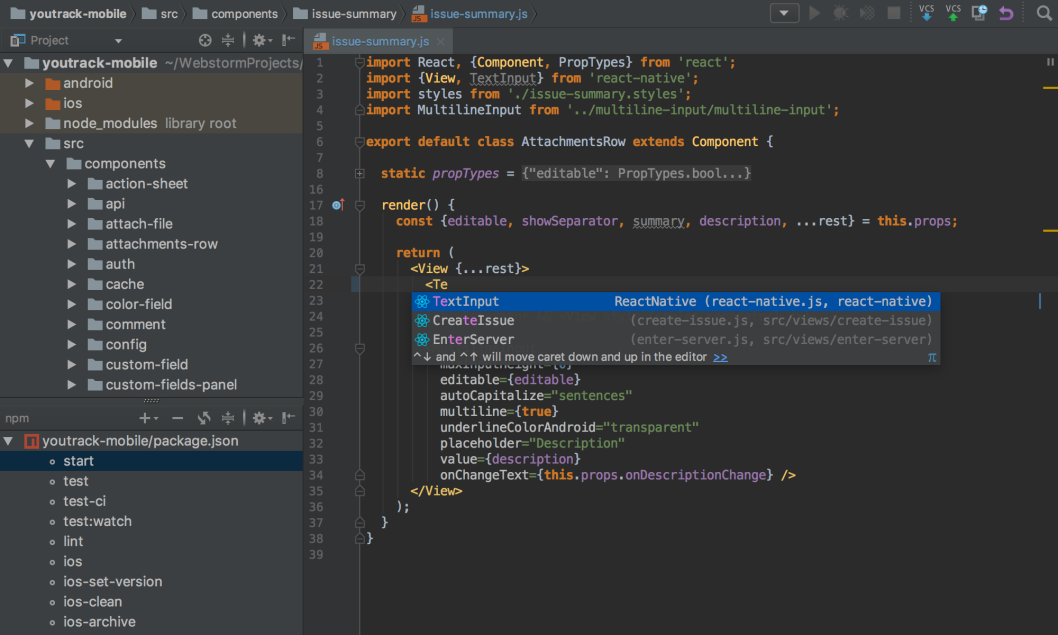 youtrack-mobile src components issue-summary issue-summary.js
VCS VCS
Project
issue-summary.js
youtrack-mobile ~/WebstormProjects/
android
ios
node_modules library root
src
components
action-sheet
api
attach-file
attachments-row
auth
cache
color-field
comment
config
custom-field
custom-fields-panel
npm
youtrack-mobile/package.json
start
test
test-ci
test:watch
lint
ios
ios-set-version
ios-clean
ios-archive
1 import React, {Component, PropTypes} from 'react';
2 import {View, TextInput} from 'react-native';
3 import styles from './issue-summary.styles';
4 import MultilineInput from '../multiline-input/multiline-input';
5
6 export default class AttachmentsRow extends Component {
7
8 static propTypes = {"editable": PropTypes.bool...}
16
17 render() {
18 const {editable, showSeparator, summary, description, ...rest} = this.props;
19
20 return (
21 <View {...rest}>
22 <Te
23 TextInput ReactNative (react-native.js, react-native)
24 CreateIssue (create-issue.js, src/views/create-issue)
25 EnterServer (enter-server.js, src/views/enter-server)
26 ^↓ and ^↑ will move caret down and up in the editor >> π
27
28 editable={editable}
29 autoCapitalize="sentences"
30 multiline={true}
31 underlineColorAndroid="transparent"
32 placeholder="Description"
33 value={description}
34 onChangeText={this.props.onDescriptionChange} />
35 </View>
36 );
37 }
38 }
39